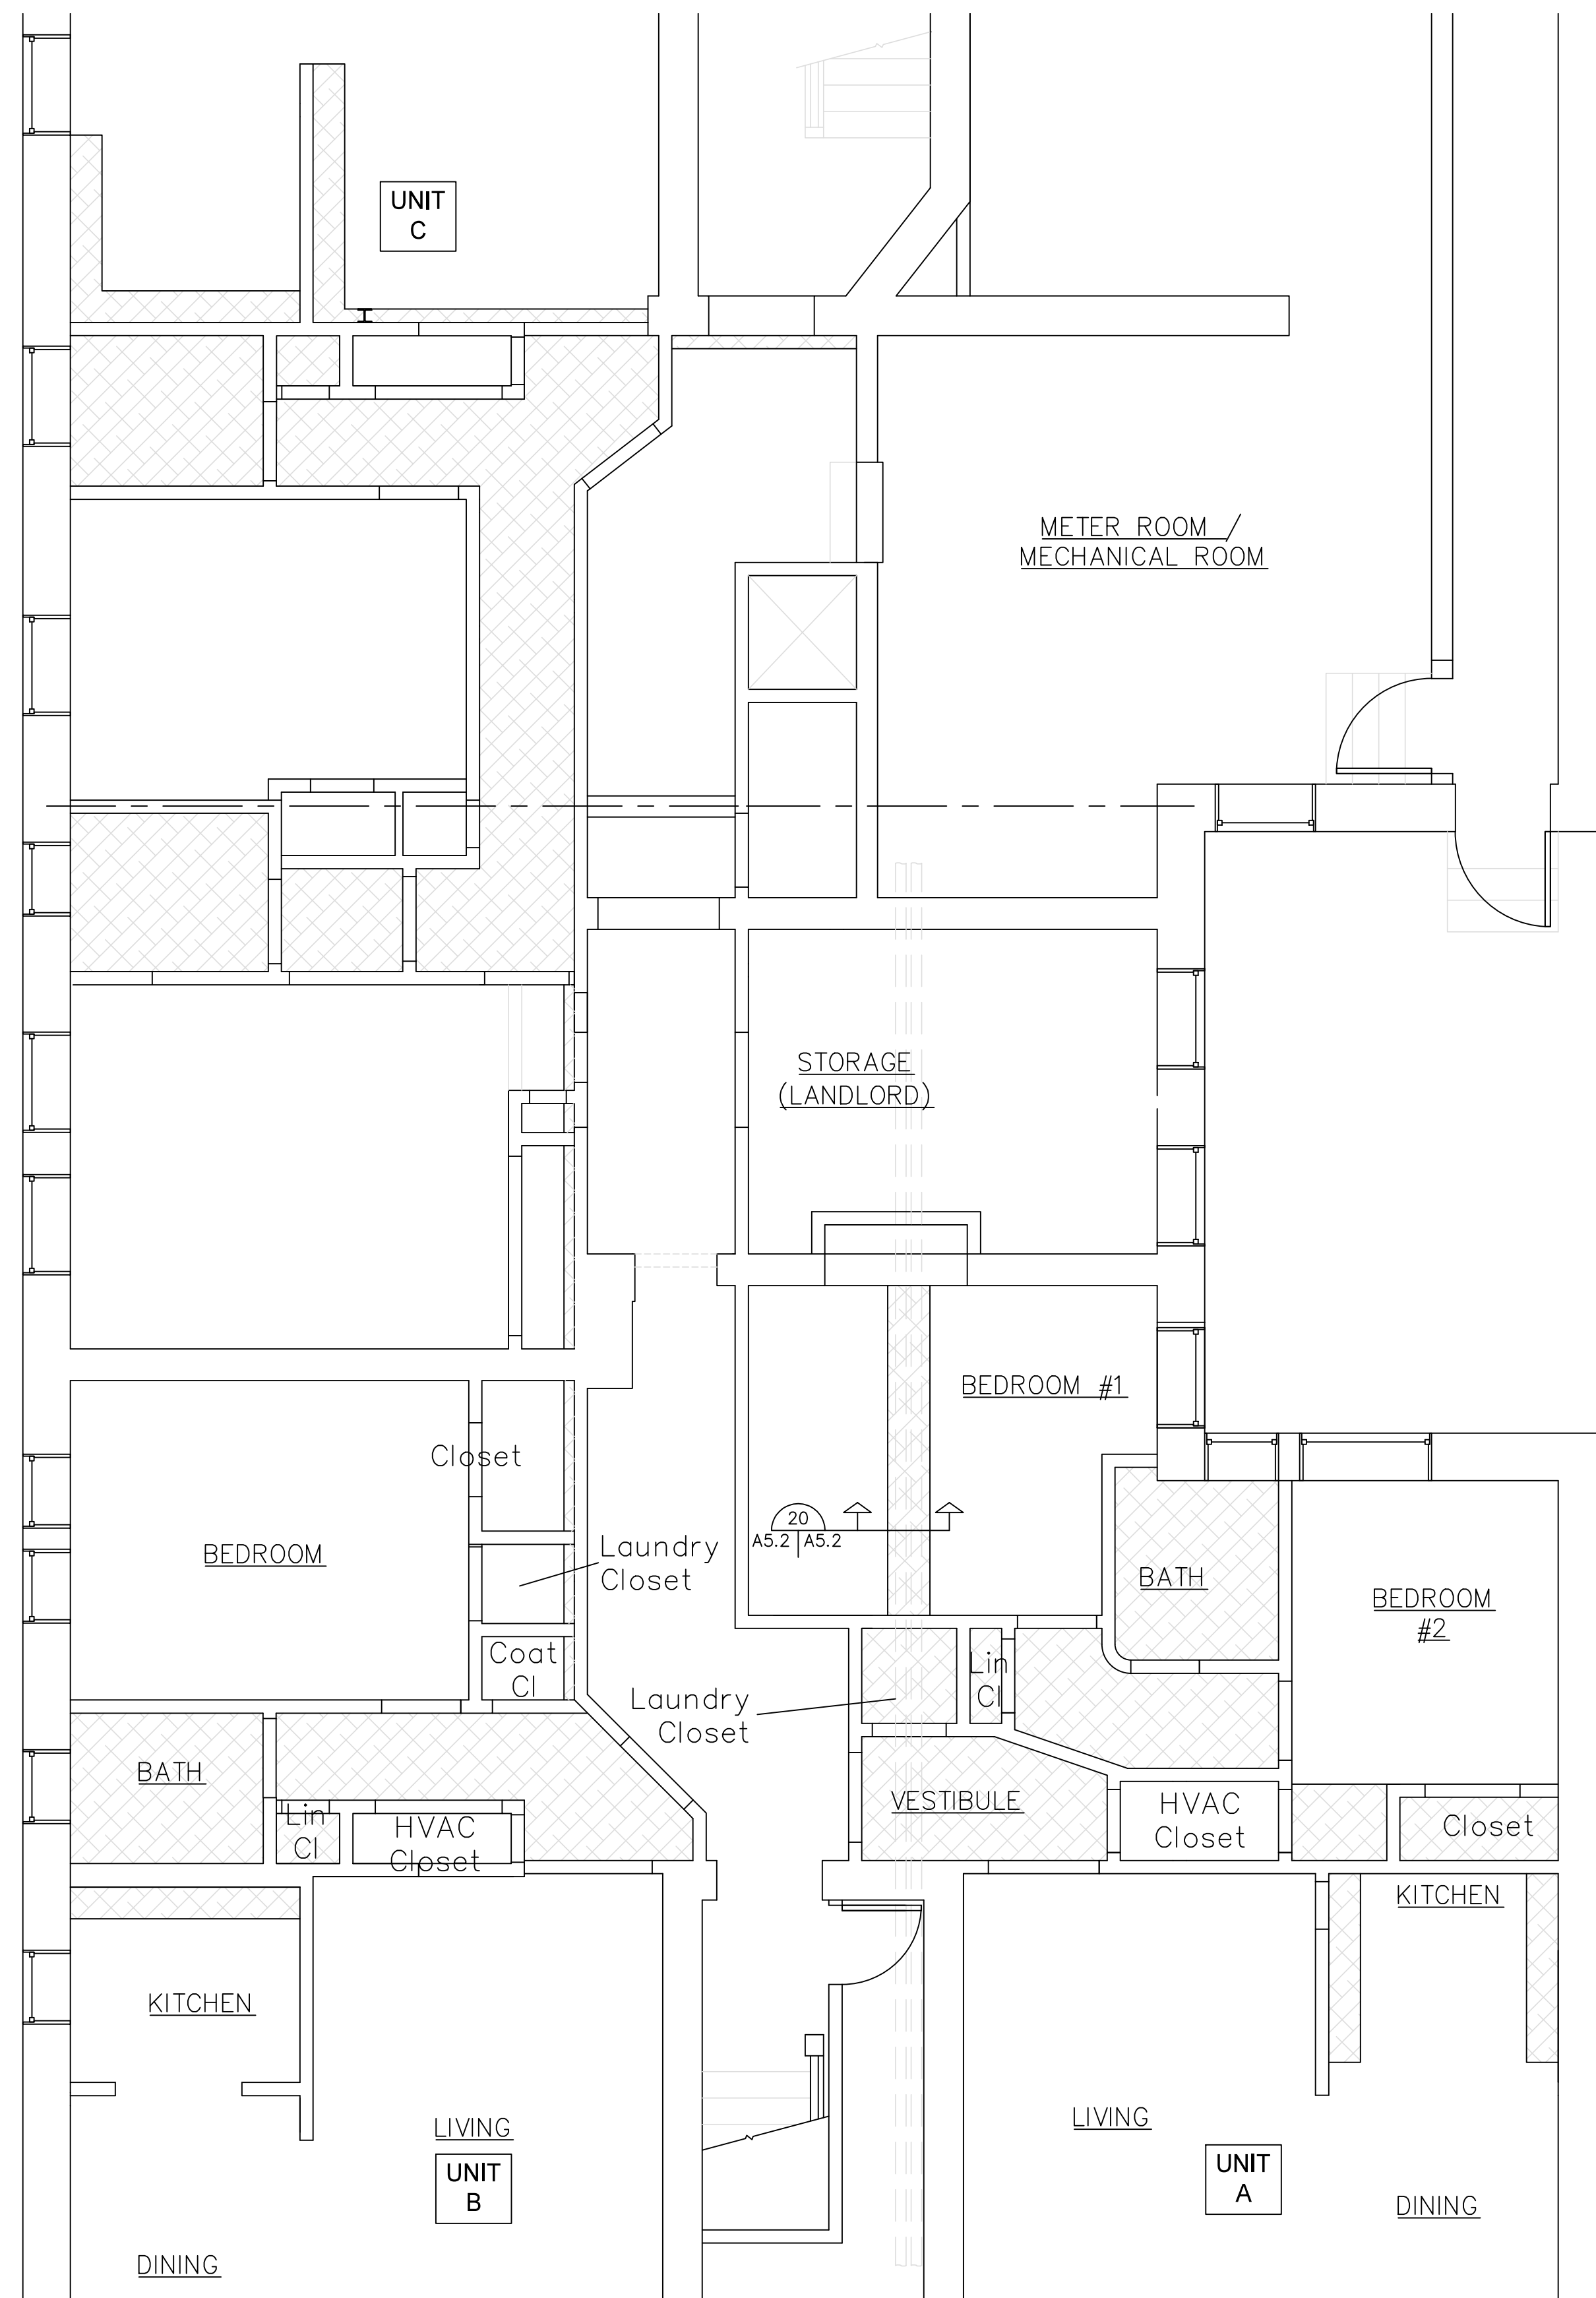 UNIT
C
METER ROOM /
MECHANICAL ROOM
STORAGE
(LANDLORD)
BEDROOM #1
Closet
20
A5.2 A5.2
BEDROOM
Laundry
Closet
BATH
BEDROOM
#2
Coat
Cl
Lin
Cl
Laundry
Closet
BATH
VESTIBULE
HVAC
Closet
Closet
Lin
Cl
HVAC
Closet
KITCHEN
KITCHEN
LIVING
LIVING
UNIT
B
UNIT
A
DINING
DINING